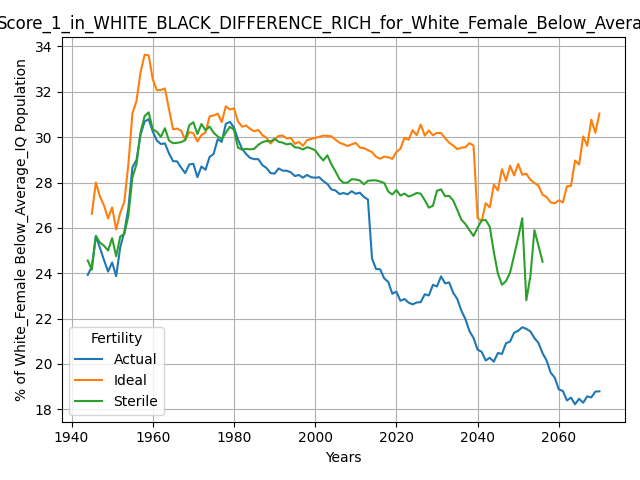 Score_1_in_WHITE_BLACK_DIFFERENCE_RICH_for_White_Female_Below_Avera
% of White_Female Below_Average_IQ Population
34
32
30
28
26
24
22
20
18
Fertility
Actual
Ideal
Sterile
1940 1960 1980 2000 2020 2040 2060
Years